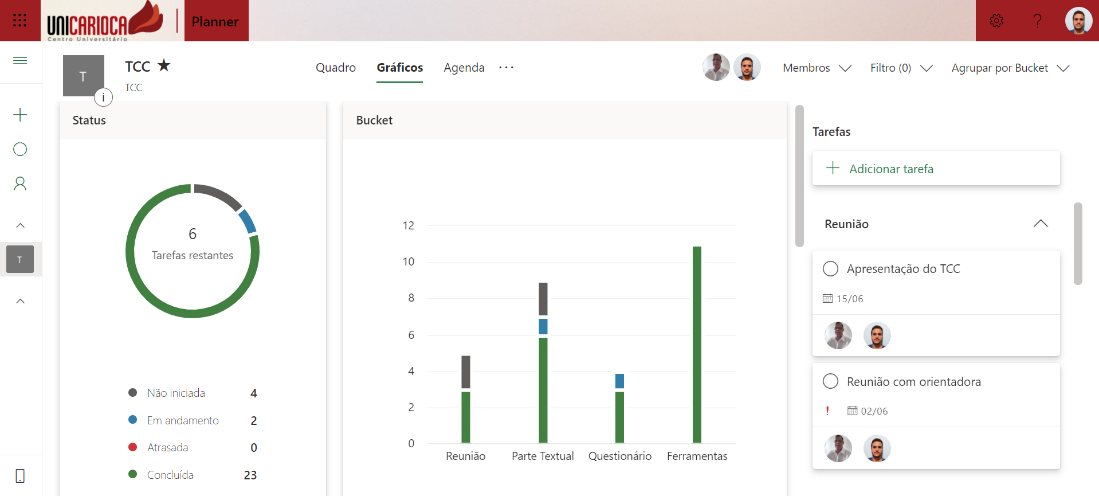 UNICARIOCA
Centro Universitário
Planner
?
T
i
TCC ★
TCC
Quadro
Gráficos
Agenda
···
Membros
Filtro (0)
Agrupar por Bucket
T
Status
6
Tarefas restantes
Não iniciada 4
Em andamento 2
Atrasada 0
Concluída 23
Bucket
12
10
8
6
4
2
0
Reunião
Parte Textual
Questionário
Ferramentas
Tarefas
+ Adicionar tarefa
Reunião
Apresentação do TCC
15/06
Reunião com orientadora
! 02/06